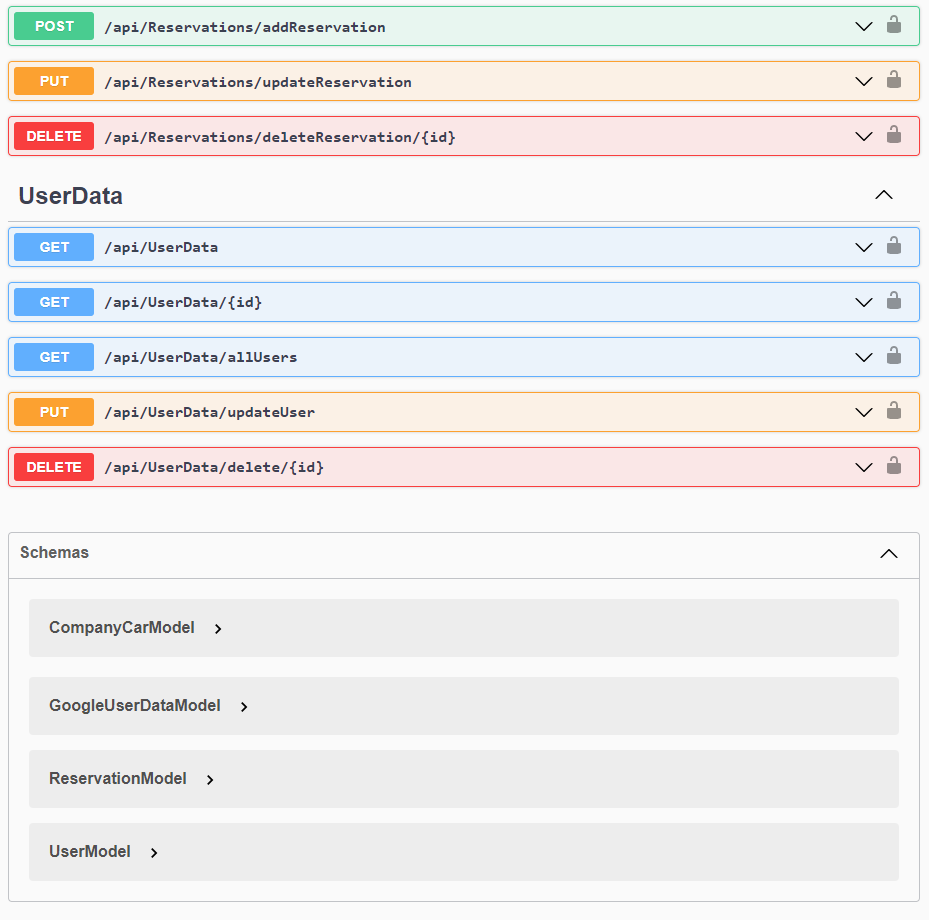 POST /api/Reservations/addReservation
PUT /api/Reservations/updateReservation
DELETE /api/Reservations/deleteReservation/{id}
UserData
GET /api/UserData
GET /api/UserData/{id}
GET /api/UserData/allUsers
PUT /api/UserData/updateUser
DELETE /api/UserData/delete/{id}
Schemas
CompanyCarModel
GoogleUserDataModel
ReservationModel
UserModel